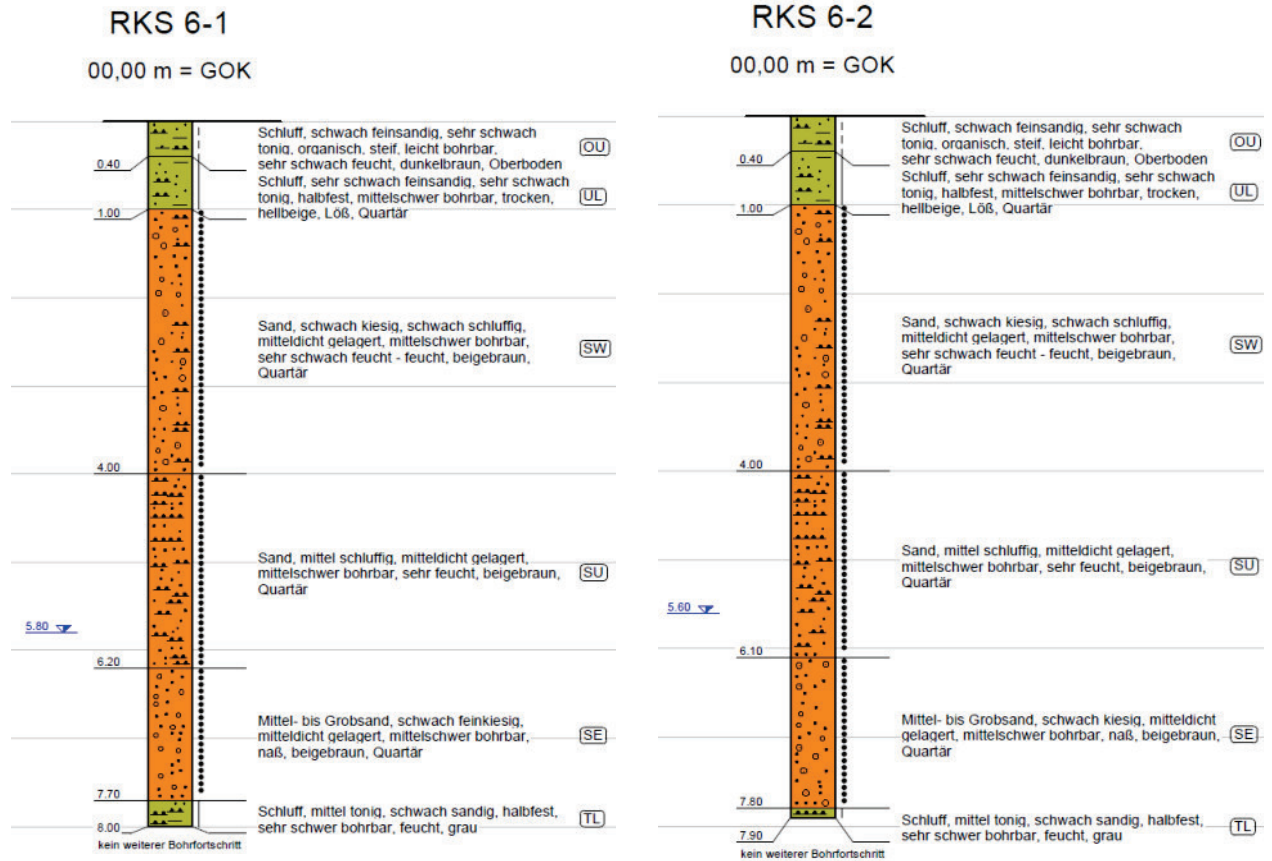 RKS 6-1
00,00 m = GOK
Schluff, schwach feinsandig, sehr schwach
tonig, organisch, steif, leicht bohrbar,
sehr schwach feucht, dunkelbraun, Oberboden
OU
0.40
Schluff, sehr schwach feinsandig, sehr schwach
tonig, halbfest, mittelschwer bohrbar, trocken,
hellbeige, Löß, Quartär
UL
1.00
Sand, schwach kiesig, schwach schluffig,
mitteldicht gelagert, mittelschwer bohrbar,
sehr schwach feucht - feucht, beigebraun,
Quartär
SW
4.00
Sand, mittel schluffig, mitteldicht gelagert,
mittelschwer bohrbar, sehr feucht, beigebraun,
Quartär
SU
5.80
6.20
Mittel- bis Grobsand, schwach feinkiesig,
mitteldicht gelagert, mittelschwer bohrbar,
naß, beigebraun, Quartär
SE
7.70
Schluff, mittel tonig, schwach sandig, halbfest,
sehr schwer bohrbar, feucht, grau
TL
8.00
kein weiterer Bohrfortschritt
RKS 6-2
00,00 m = GOK
Schluff, schwach feinsandig, sehr schwach
tonig, organisch, steif, leicht bohrbar,
sehr schwach feucht, dunkelbraun, Oberboden
OU
0.40
Schluff, sehr schwach feinsandig, sehr schwach
tonig, halbfest, mittelschwer bohrbar, trocken,
hellbeige, Löß, Quartär
UL
1.00
Sand, schwach kiesig, schwach schluffig,
mitteldicht gelagert, mittelschwer bohrbar,
sehr schwach feucht - feucht, beigebraun,
Quartär
SW
4.00
Sand, mittel schluffig, mitteldicht gelagert,
mittelschwer bohrbar, sehr feucht, beigebraun,
Quartär
SU
5.60
6.10
Mittel- bis Grobsand, schwach kiesig, mitteldicht
gelagert, mittelschwer bohrbar, naß, beigebraun,
Quartär
SE
7.80
Schluff, mittel tonig, schwach sandig, halbfest,
sehr schwer bohrbar, feucht, grau
TL
7.90
kein weiterer Bohrfortschritt